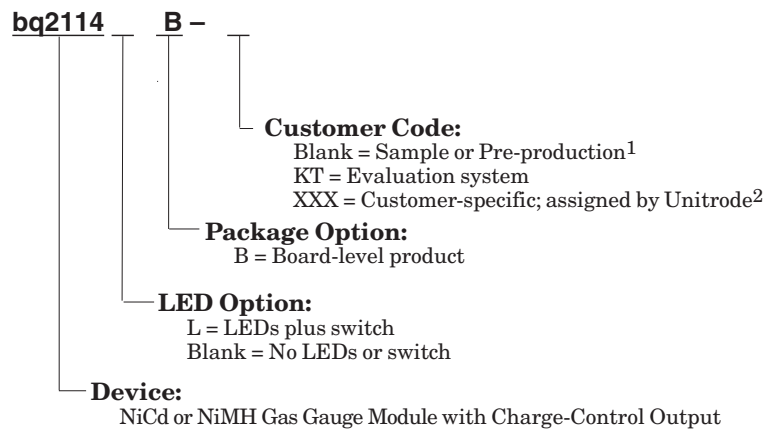 bq2114 _ B – _
Customer Code:
Blank = Sample or Pre-production1
KT = Evaluation system
XXX = Customer-specific; assigned by Unitrode2
Package Option:
B = Board-level product
LED Option:
L = LEDs plus switch
Blank = No LEDs or switch
Device:
NiCd or NiMH Gas Gauge Module with Charge-Control Output